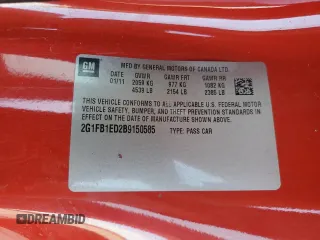 GM
MFD BY GENERAL MOTORS OF CANADA LTD
DATE GVWR GAWR FR GAWR RR
01/11 2059 KG 977 KG 1082 KG
4539 LB 2154 LB 2385 LB
THIS VEHICLE CONFORMS TO ALL APPLICABLE U.S. FEDERAL MOTOR
VEHICLE SAFETY, BUMPER, AND THEFT PREVENTION STANDARDS IN
EFFECT ON THE DATE OF MANUFACTURE SHOWN ABOVE.
2G1FB1ED2B9150585 TYPE: PASS CAR
DREAMBID